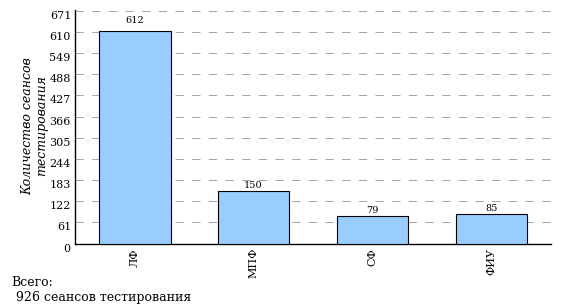 671
610
549
488
427
366
305
244
183
122
61
0
Количество сеансов
тестирования
612
150
79
85
ЛФ
МПФ
СФ
ФИУ
Всего:
926 сеансов тестирования